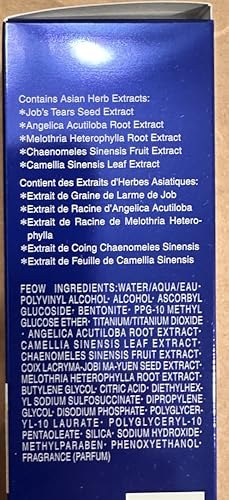 Contains Asian Herb Extracts:
*Job's Tears Seed Extract
*Angelica Acutiloba Root Extract
*Melothria Heterophylla Root Extract
*Chaenomeles Sinensis Fruit Extract
*Camellia Sinensis Leaf Extract
Contient des Extraits d'Herbes Asiatiques:
*Extrait de Graine de Larme de Job
*Extrait de Racine d'Angelica Acutiloba
*Extrait de Racine de Melothria Hetero-
phylla
*Extrait de Coing Chaenomeles Sinensis
*Extrait de Feuille de Camellia Sinensis
FEOW INGREDIENTS:WATER/AQUA/EAU·
POLYVINYL ALCOHOL· ALCOHOL· ASCORBYL
GLUCOSIDE· BENTONITE· PPG-10 METHYL
GLUCOSE ETHER· TITANIUM/TITANIUM DIOXIDE
· ANGELICA ACUTILOBA ROOT EXTRACT·
CAMELLIA SINENSIS LEAF EXTRACT·
CHAENOMELES SINENSIS FRUIT EXTRACT·
COIX LACRYMA-JOBI MA-YUEN SEED EXTRACT·
MELOTHRIA HETEROPHYLLA ROOT EXTRACT·
BUTYLENE GLYCOL· CITRIC ACID· DIETHYLHEX-
YL SODIUM SULFOSUCCINATE· DIPROPYLENE
GLYCOL· DISODIUM PHOSPHATE· POLYGLYCER-
YL-10 LAURATE· POLYGLYCERYL-10
PENTAOLEATE· SILICA· SODIUM HYDROXIDE·
METHYLPARABEN· PHENOXYETHANOL·
FRAGRANCE (PARFUM)